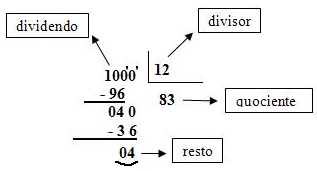 dividendo
divisor
1000 12
- 96 83 quociente
04 0
- 3 6
04 resto